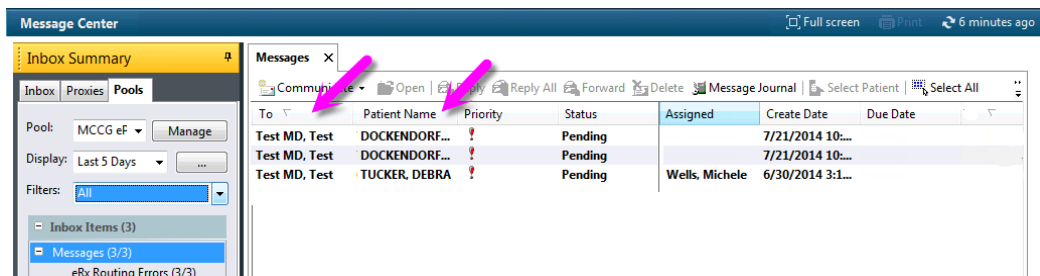 Message Center Full screen Print 6 minutes ago
Inbox Summary
Messages X
Communicate Open Reply Reply All Forward Delete Message Journal Select Patient Select All
Inbox Proxies Pools
To Patient Name Priority Status Assigned Create Date Due Date
Pool: MCCG eF Manage
Test MD, Test DOCKENDORF... Pending 7/21/2014 10:...
Display: Last 5 Days ...
Test MD, Test DOCKENDORF... Pending 7/21/2014 10:...
Test MD, Test TUCKER, DEBRA Pending Wells, Michele 6/30/2014 3:1...
Filters: All
Inbox Items (3)
Messages (3/3)
eRx Routing Errors (3/3)